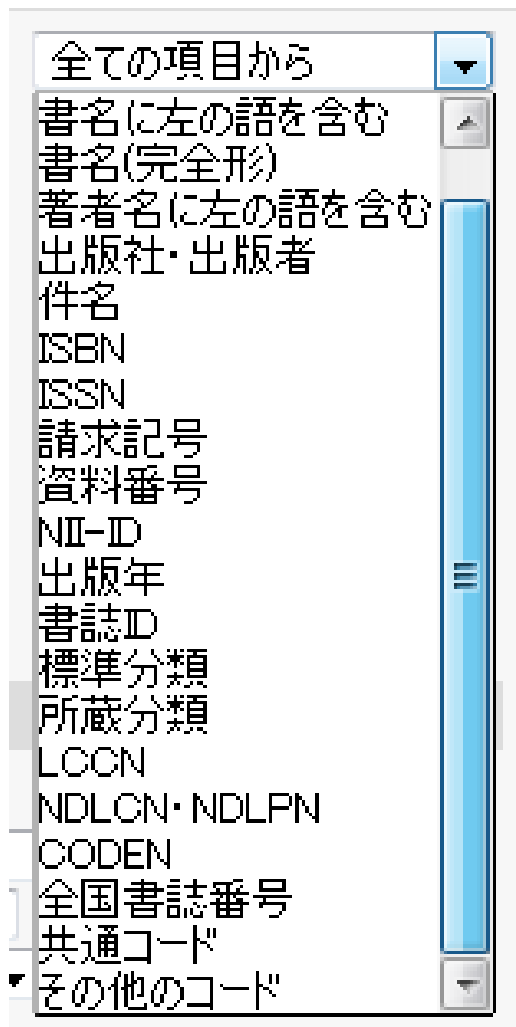 全ての項目から
書名に左の語を含む
書名(完全形)
著者名に左の語を含む
出版社・出版者
件名
ISBN
ISSN
請求記号
資料番号
NII-ID
出版年
書誌ID
標準分類
所蔵分類
LCCN
NDLCN・NDLPN
CODEN
全国書誌番号
共通コード
その他のコード